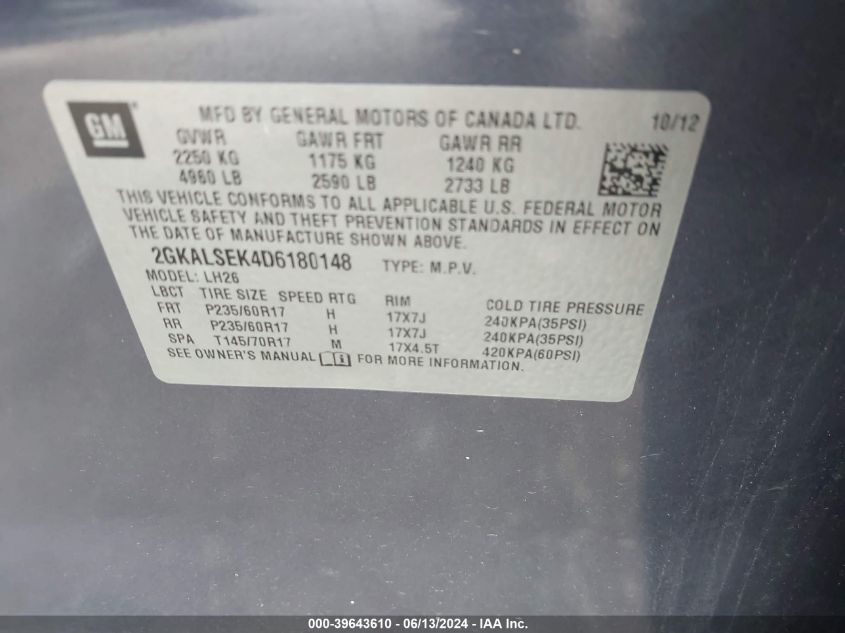 GM
MFD BY GENERAL MOTORS OF CANADA LTD. 10/12
GVWR GAWR FRT GAWR RR
2250 KG 1175 KG 1240 KG
4960 LB 2590 LB 2733 LB
THIS VEHICLE CONFORMS TO ALL APPLICABLE U.S. FEDERAL MOTOR
VEHICLE SAFETY AND THEFT PREVENTION STANDARDS IN EFFECT ON
THE DATE OF MANUFACTURE SHOWN ABOVE.
2GKALSEK4D6180148 TYPE: M.P.V.
MODEL: LH26
LBCT TIRE SIZE SPEED RTG RIM COLD TIRE PRESSURE
FRT P235/60R17 H 17X7J 240KPA(35PSI)
RR P235/60R17 H 17X7J 240KPA(35PSI)
SPA T145/70R17 M 17X4.5T 420KPA(60PSI)
SEE OWNER'S MANUAL FOR MORE INFORMATION.
000-39643610 - 06/13/2024 - IAA Inc.